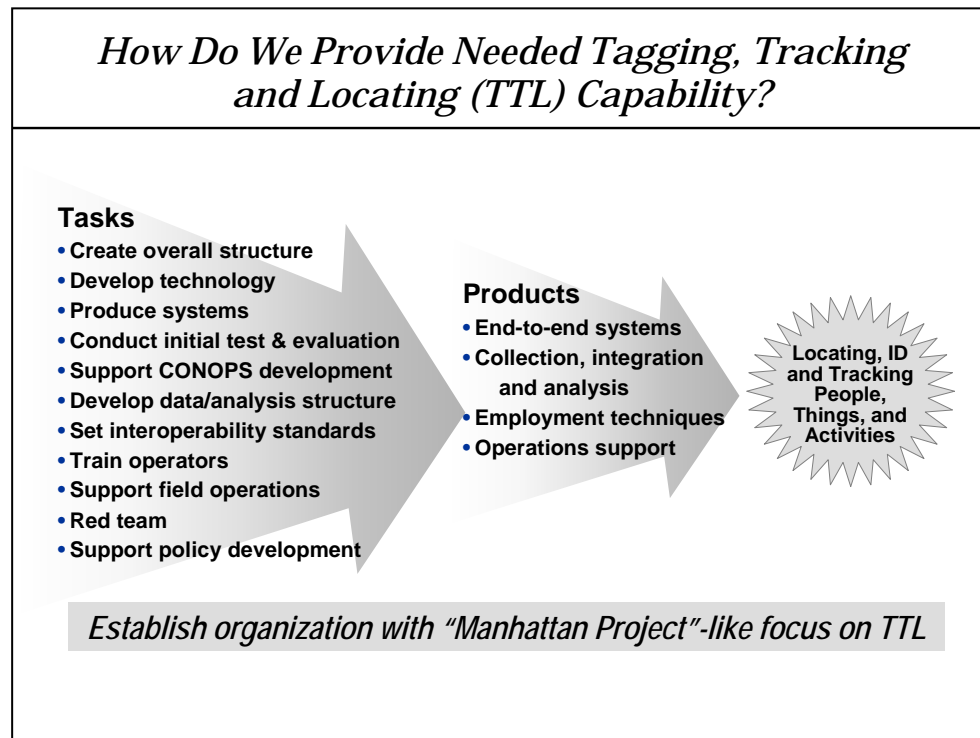 How Do We Provide Needed Tagging, Tracking
and Locating (TTL) Capability?
Tasks
• Create overall structure
• Develop technology
• Produce systems
• Conduct initial test & evaluation
• Support CONOPS development
• Develop data/analysis structure
• Set interoperability standards
• Train operators
• Support field operations
• Red team
• Support policy development
Products
• End-to-end systems
• Collection, integration
and analysis
• Employment techniques
• Operations support
Locating, ID
and Tracking
People,
Things, and
Activities
Establish organization with “Manhattan Project”-like focus on TTL